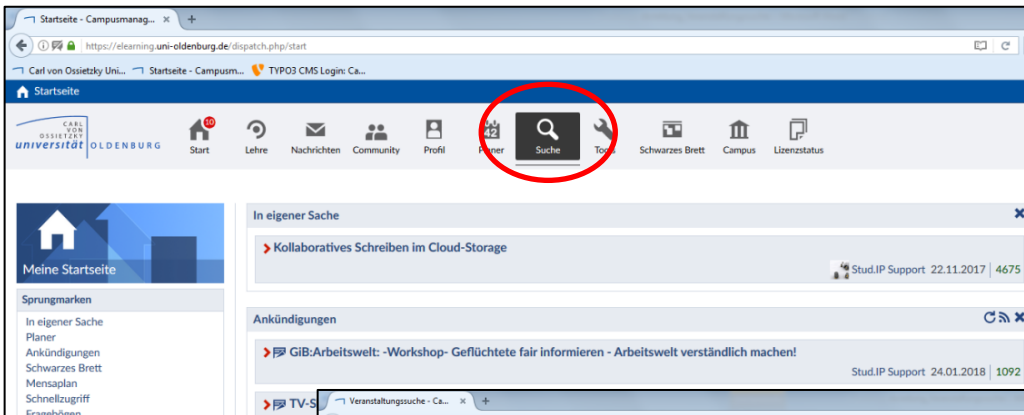 Startseite - Campusmanag... × +
https://elearning.uni-oldenburg.de/dispatch.php/start
Carl von Ossietzky Uni... Startseite - Campusm... TYPO3 CMS Login: Ca...
Startseite
CARL
VON
OSSIETZKY
universität OLDENBURG
10
42
Start Lehre Nachrichten Community Profil Planer Suche Tools Schwarzes Brett Campus Lizenzstatus
Meine Startseite
Sprungmarken
In eigener Sache
Planer
Ankündigungen
Schwarzes Brett
Mensaplan
Schnellzugriff
Fragebögen
In eigener Sache
Kollaboratives Schreiben im Cloud-Storage
Stud.IP Support 22.11.2017 | 4675
Ankündigungen
GiB:Arbeitswelt: -Workshop- Geflüchtete fair informieren - Arbeitswelt verständlich machen!
Stud.IP Support 24.01.2018 | 1092
TV-S
Veranstaltungssuche - Ca... × +